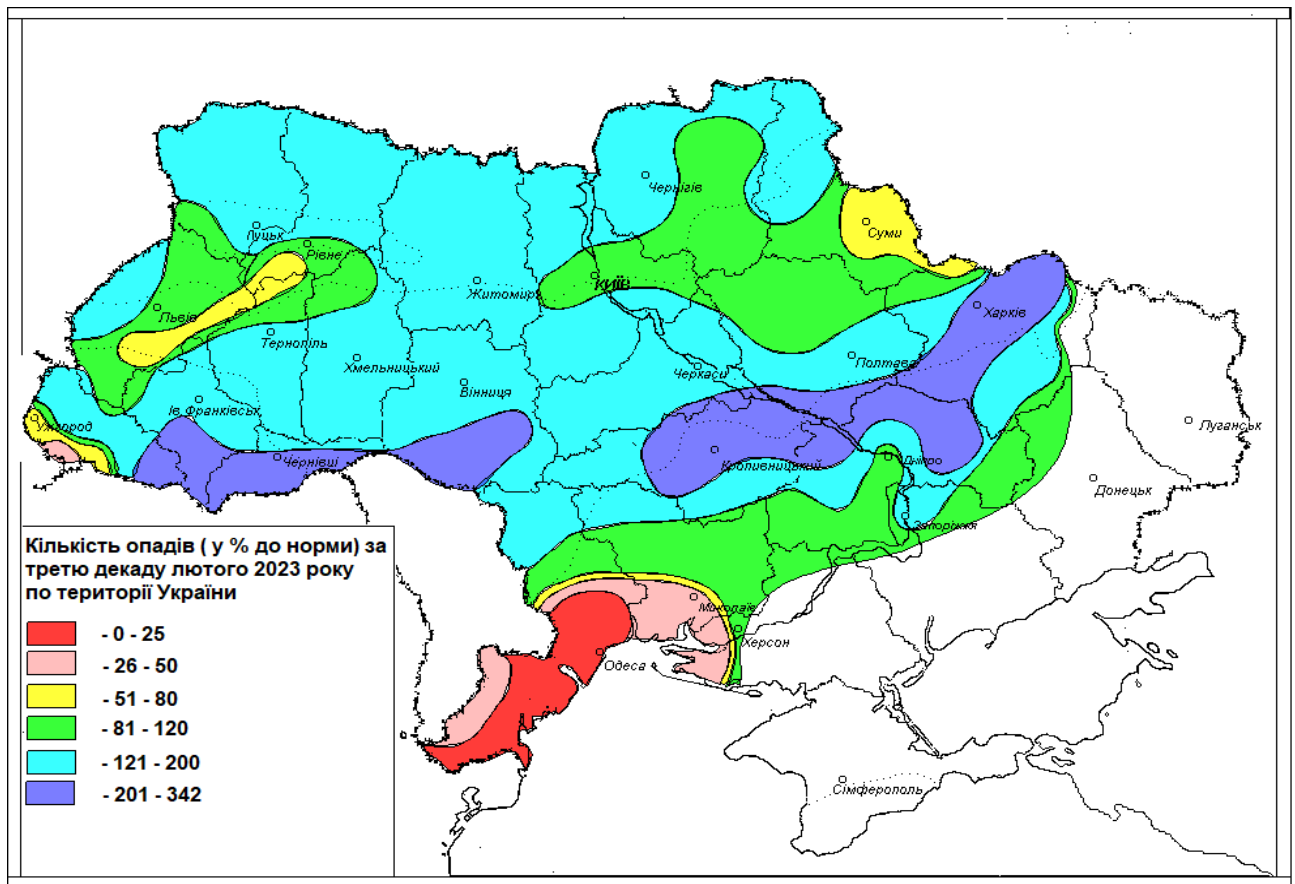 Чернігів
Суми
Луцьк
Рівне
КИЇВ
Житомир
Львів
Харків
Тернопіль
Хмельницький
Полтава
Черкаси
Вінниця
Ів.Франківськ
Ужгород
Луганськ
Чернівці
Кропивницький
Дніпро
Донецьк
Запоріжжя
Кількість опадів ( у % до норми) за
третю декаду лютого 2023 року
по території України
- 0 - 25
- 26 - 50
- 51 - 80
- 81 - 120
- 121 - 200
- 201 - 342
Миколаїв
Херсон
Одеса
Сімферополь